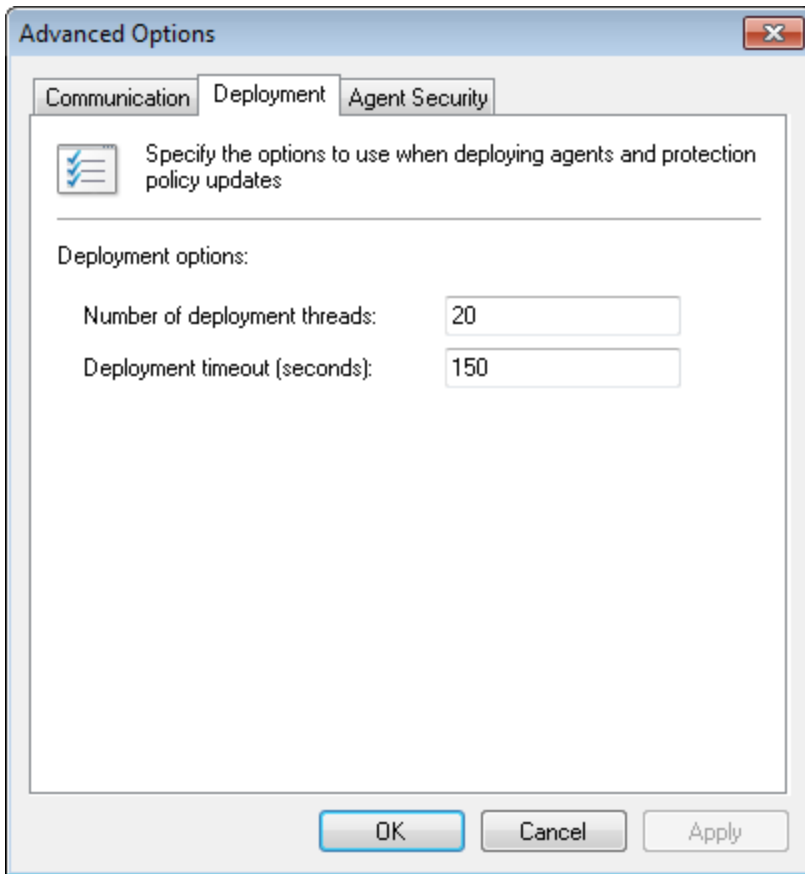 Advanced Options
Communication
Deployment
Agent Security
Specify the options to use when deploying agents and protection
policy updates
Deployment options:
Number of deployment threads: 20
Deployment timeout (seconds): 150
OK
Cancel
Apply